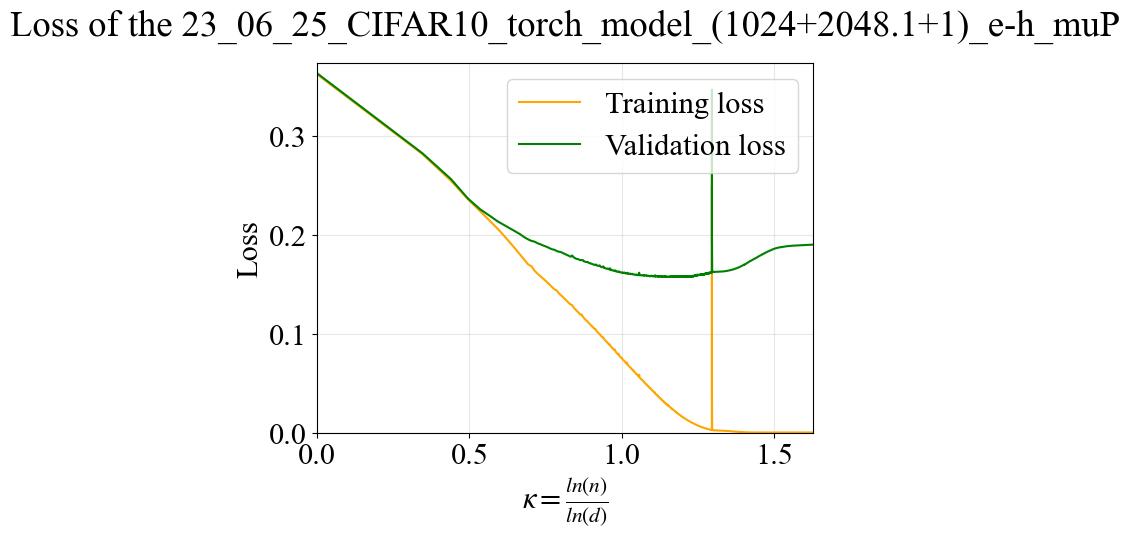 Loss of the 23_06_25_CIFAR10_torch_model_(1024+2048.1+1)_e-h_muP
Training loss
Validation loss
Loss
0.3
0.2
0.1
0.0
0.0 0.5 1.0 1.5
κ = ln(n) / ln(d)